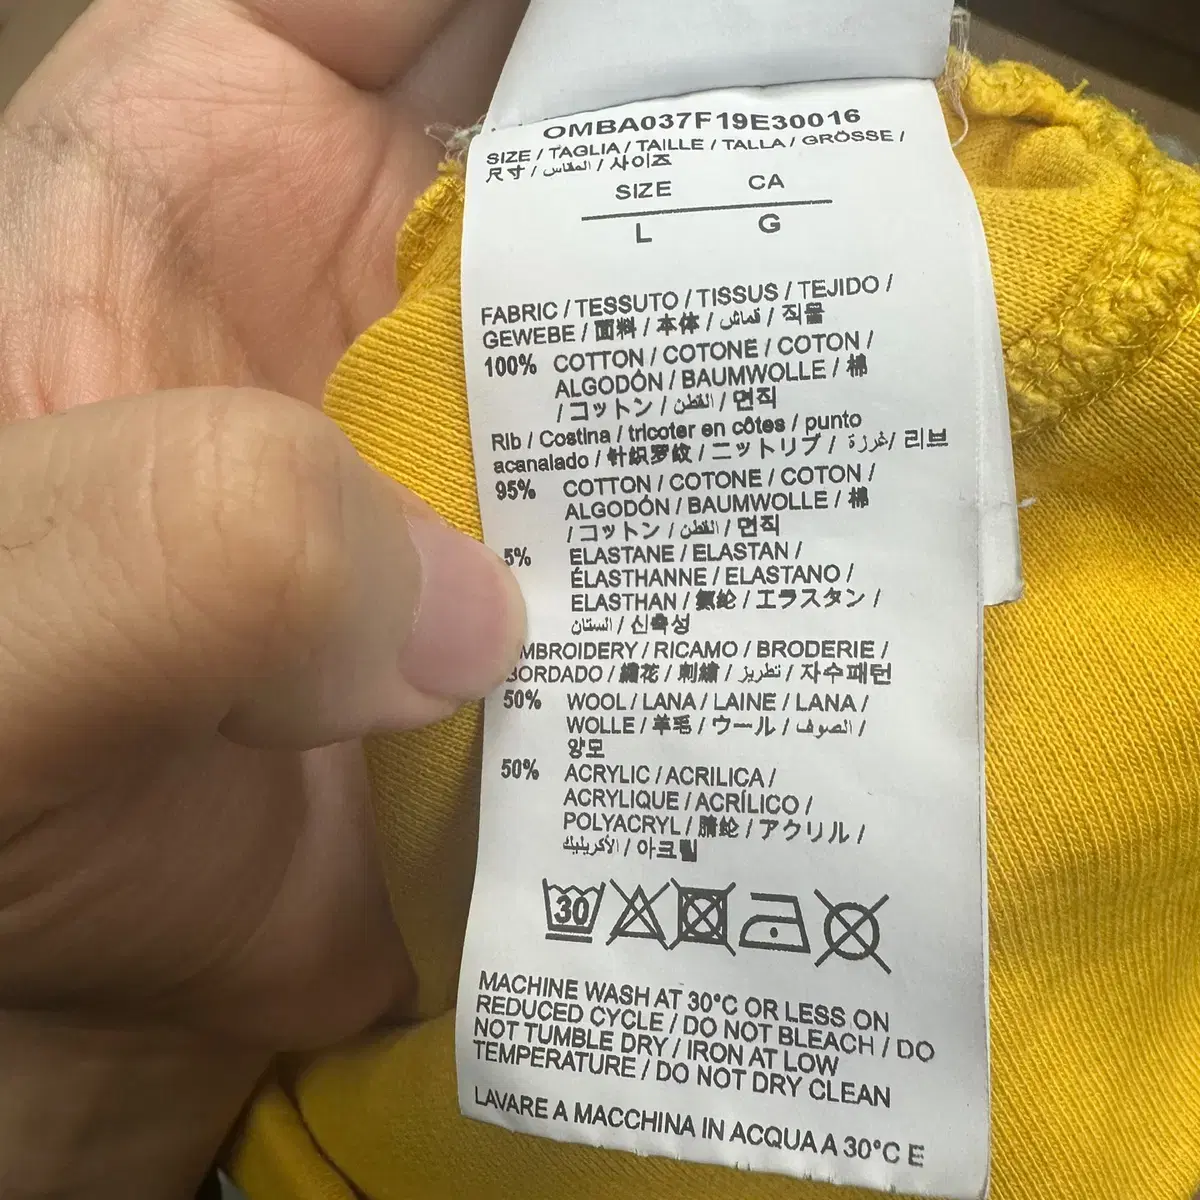 OMBA037F19E30016
SIZE / TAGLIA / TAILLE / TALLA / GRÖSSE /
尺寸 / المقاس / 사이즈
SIZE CA
L G
FABRIC / TESSUTO / TISSUS / TEJIDO /
GEWEBE / 面料 / 本体 / قماش / 직물
100% COTTON / COTONE / COTON /
ALGODÓN / BAUMWOLLE / 棉
/ コットン / القطن / 면직
Rib / Costina / tricoter en côtes / punto
acanalado / 针织罗纹 / ニットリブ / غرزة / 리브
95% COTTON / COTONE / COTON /
ALGODÓN / BAUMWOLLE / 棉
/ コットン / القطن / 면직
5% ELASTANE / ELASTAN /
ÉLASTHANNE / ELASTANO /
ELASTHAN / 氨纶 / エラスタン /
الستان / 신축성
MBROIDERY / RICAMO / BRODERIE /
BORDADO / 繡花 / 刺繍 / تطريز / 자수패턴
50% WOOL / LANA / LAINE / LANA /
WOLLE / 羊毛 / ウール / الصوف /
양모
50% ACRYLIC / ACRILICA /
ACRYLIQUE / ACRÍLICO /
POLYACRYL / 腈纶 / アクリル /
الأكريليك / 아크릴
30
MACHINE WASH AT 30°C OR LESS ON
REDUCED CYCLE / DO NOT BLEACH / DO
NOT TUMBLE DRY / IRON AT LOW
TEMPERATURE / DO NOT DRY CLEAN
LAVARE A MACCHINA IN ACQUA A 30°C E